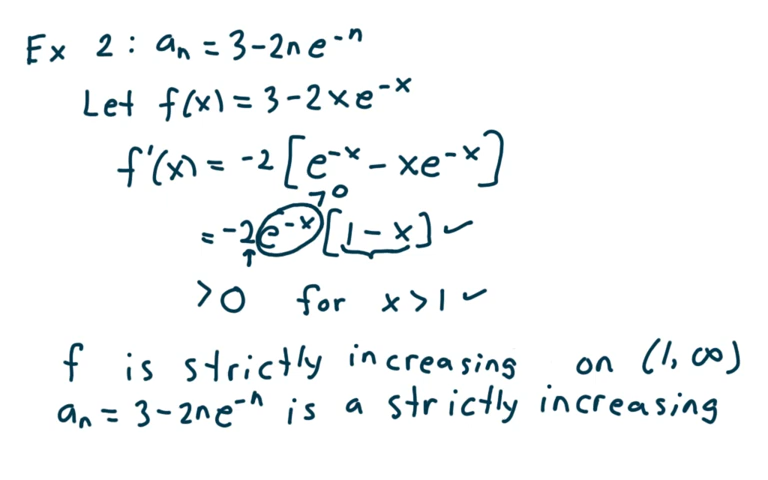 Ex 2 : aₙ = 3-2ne⁻ⁿ
Let f(x) = 3-2xe⁻ˣ
f'(x) = -2[e⁻ˣ - xe⁻ˣ]
>0
= -2e⁻ˣ[1-x] ✓
↑
>0 for x>1 ✓
f is strictly increasing on (1, ∞)
aₙ = 3-2ne⁻ⁿ is a strictly increasing